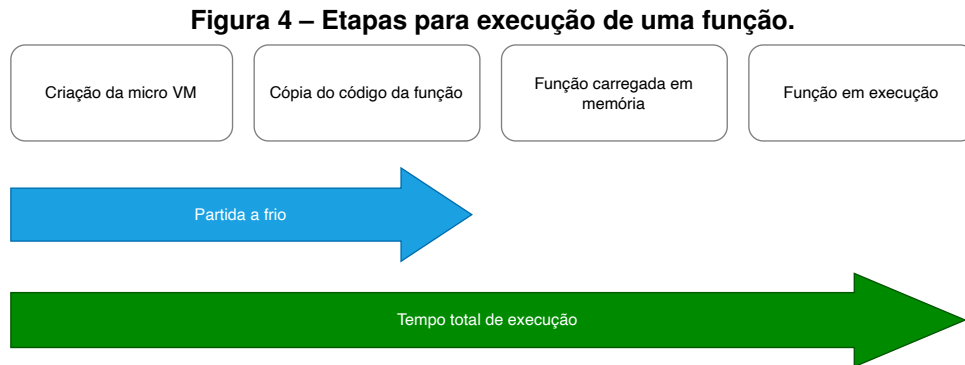 Figura 4 – Etapas para execução de uma função.
Criação da micro VM
Cópia do código da função
Função carregada em
memória
Função em execução
Partida a frio
Tempo total de execução